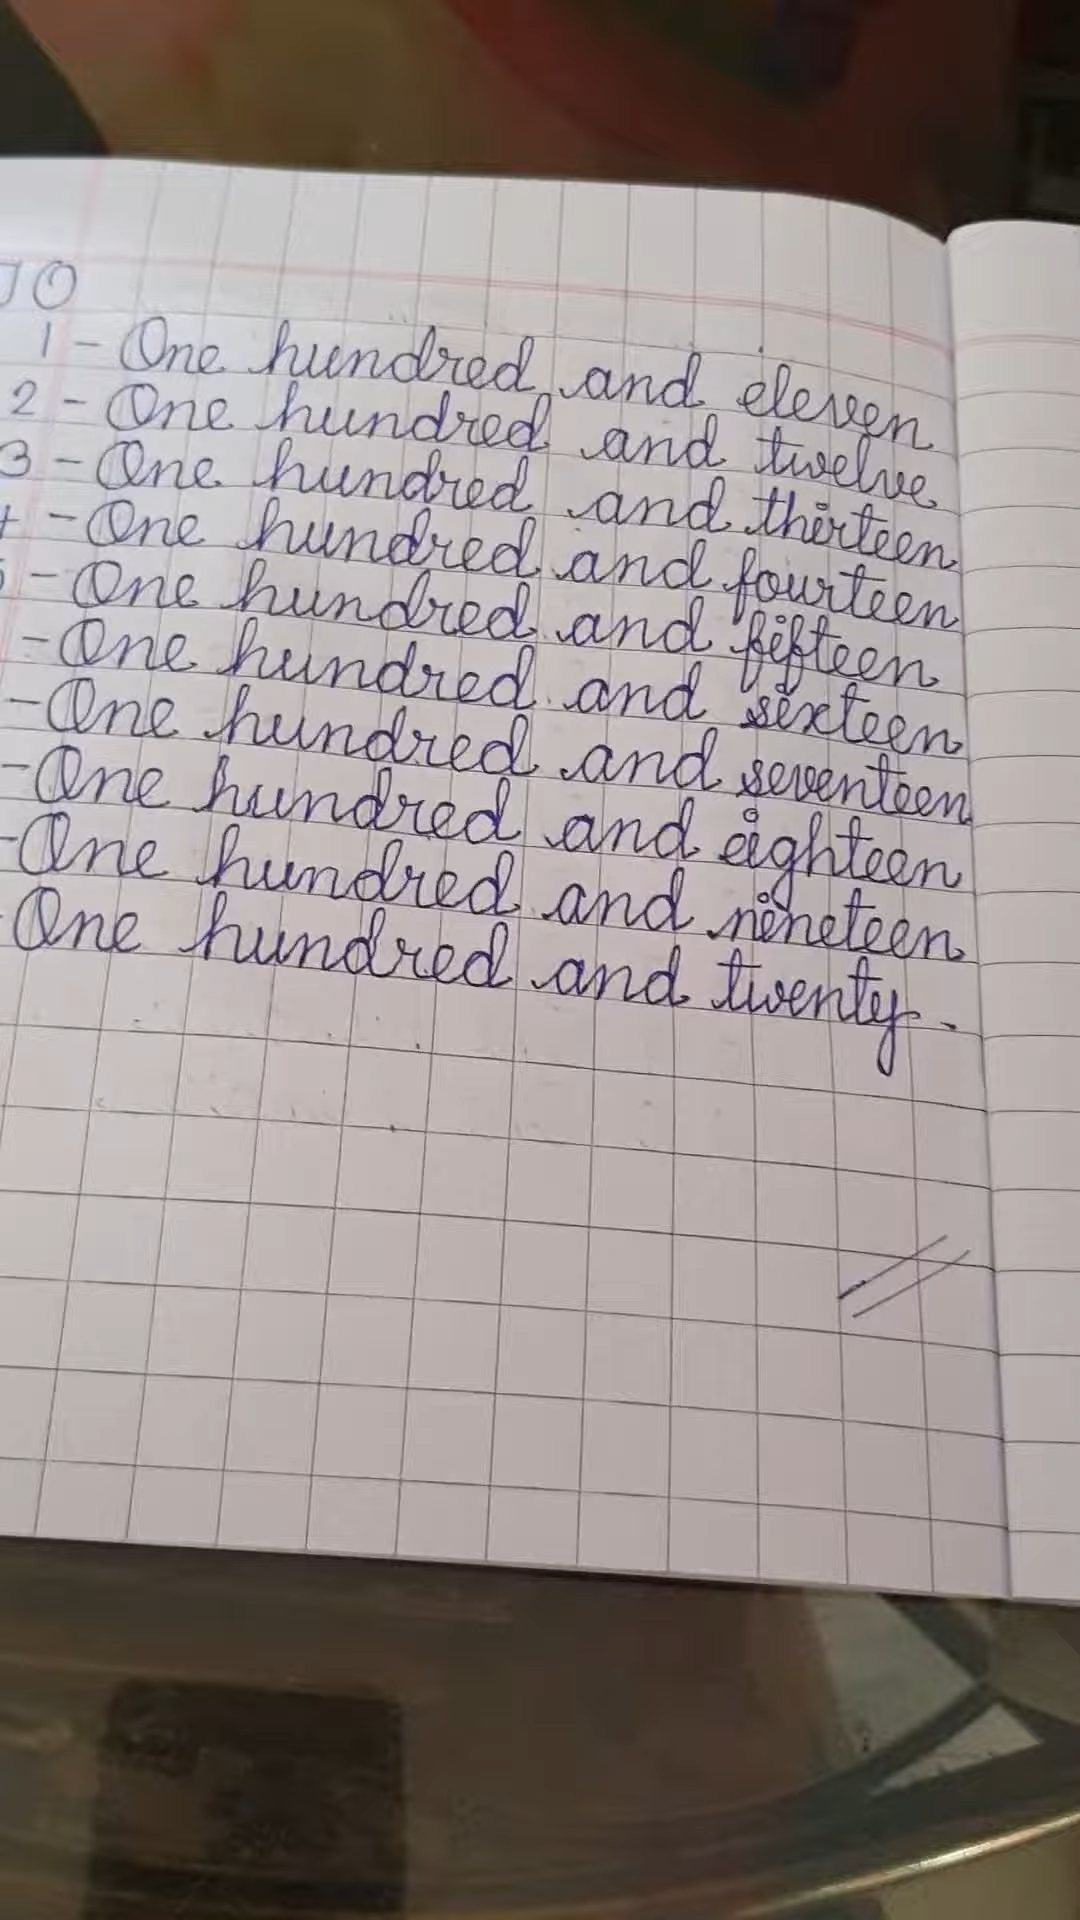 10
1 - One hundred and eleven
2 - One hundred and twelve
3 - One hundred and thirteen
- One hundred and fourteen
5 - One hundred and fifteen
- One hundred and sixteen
- One hundred and seventeen
- One hundred and eighteen
- One hundred and nineteen
- One hundred and twenty.